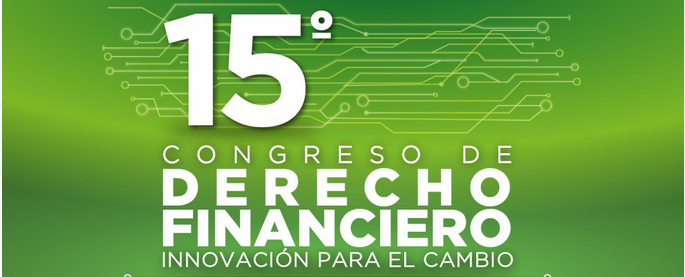 15º
CONGRESO DE
DERECHO
FINANCIERO
INNOVACIÓN PARA EL CAMBIO